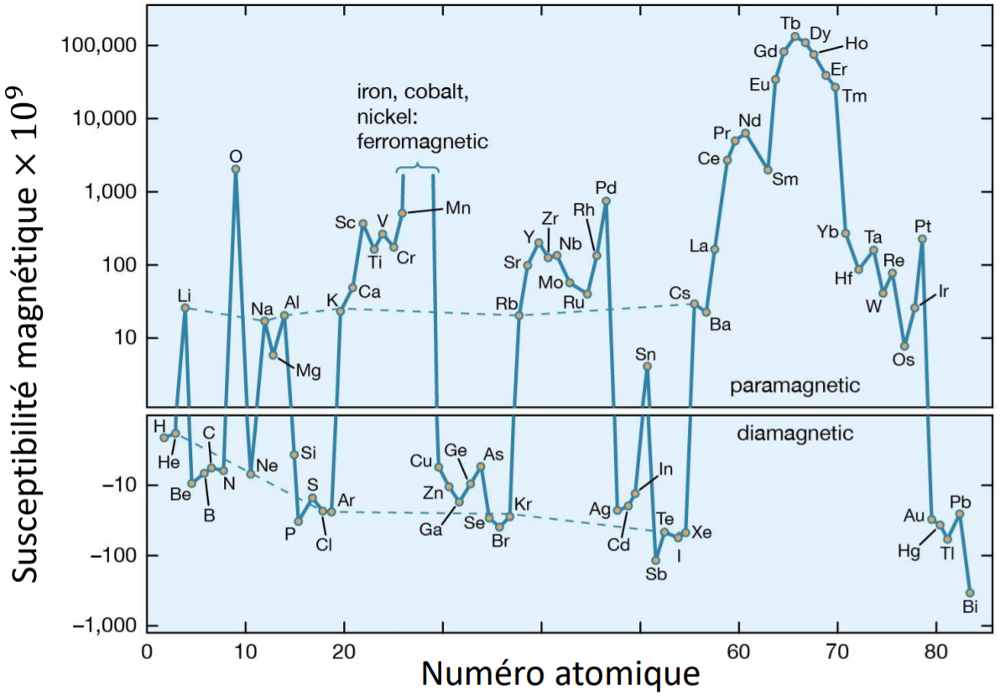 Susceptibilité magnétique × 10⁹
100,000
10,000
1,000
100
10
−10
−100
−1,000
iron, cobalt,
nickel:
ferromagnetic
paramagnetic
diamagnetic
H
He
Li
Be
B
C
N
O
Ne
Na
Mg
Al
Si
P
S
Cl
Ar
K
Ca
Sc
Ti
V
Cr
Mn
Cu
Zn
Ga
Ge
As
Se
Br
Kr
Rb
Sr
Y
Zr
Nb
Mo
Ru
Rh
Pd
Ag
Cd
In
Sn
Sb
Te
I
Xe
Cs
Ba
La
Ce
Pr
Nd
Sm
Eu
Gd
Tb
Dy
Ho
Er
Tm
Yb
Hf
Ta
W
Re
Os
Ir
Pt
Au
Hg
Tl
Pb
Bi
0
10
20
60
70
80
Numéro atomique